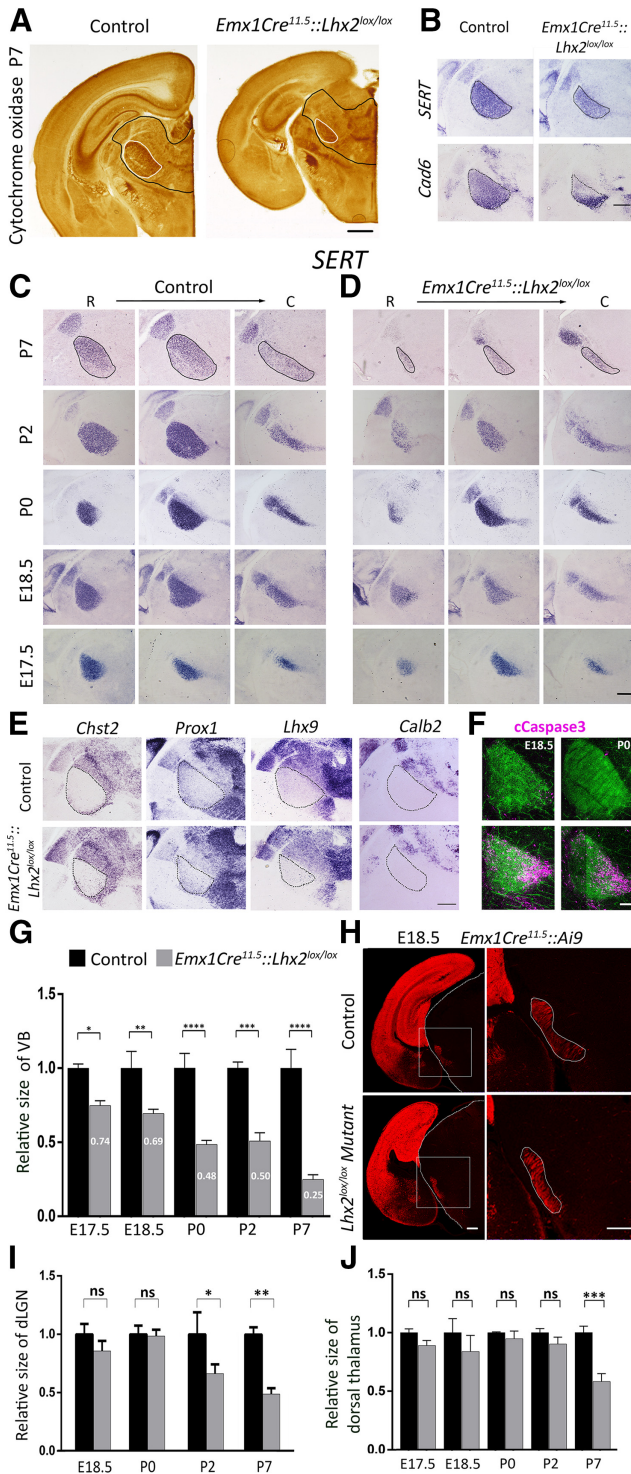 A
Control
Emx1Cre11.5::Lhx2lox/lox
Cytochrome oxidase P7
B
Control
Emx1Cre11.5::
Lhx2lox/lox
SERT
Cad6
SERT
C
Control
R
C
D
Emx1Cre11.5::Lhx2lox/lox
R
C
P7
P2
P0
E18.5
E17.5
E
Chst2
Prox1
Lhx9
Calb2
Control
Emx1Cre11.5::
Lhx2lox/lox
F
cCaspase3
E18.5
P0
G
Control
Emx1Cre11.5::Lhx2lox/lox
Relative size of VB
1.5
1.0
0.5
0.0
*
**
****
***
****
0.74
0.69
0.48
0.50
0.25
E17.5
E18.5
P0
P2
P7
H
E18.5
Emx1Cre11.5::Ai9
Control
Lhx2lox/lox Mutant
I
Relative size of dLGN
1.5
1.0
0.5
0.0
ns
ns
*
**
E18.5
P0
P2
P7
J
Relative size of
dorsal thalamus
1.5
1.0
0.5
0.0
ns
ns
ns
ns
***
E17.5
E18.5
P0
P2
P7